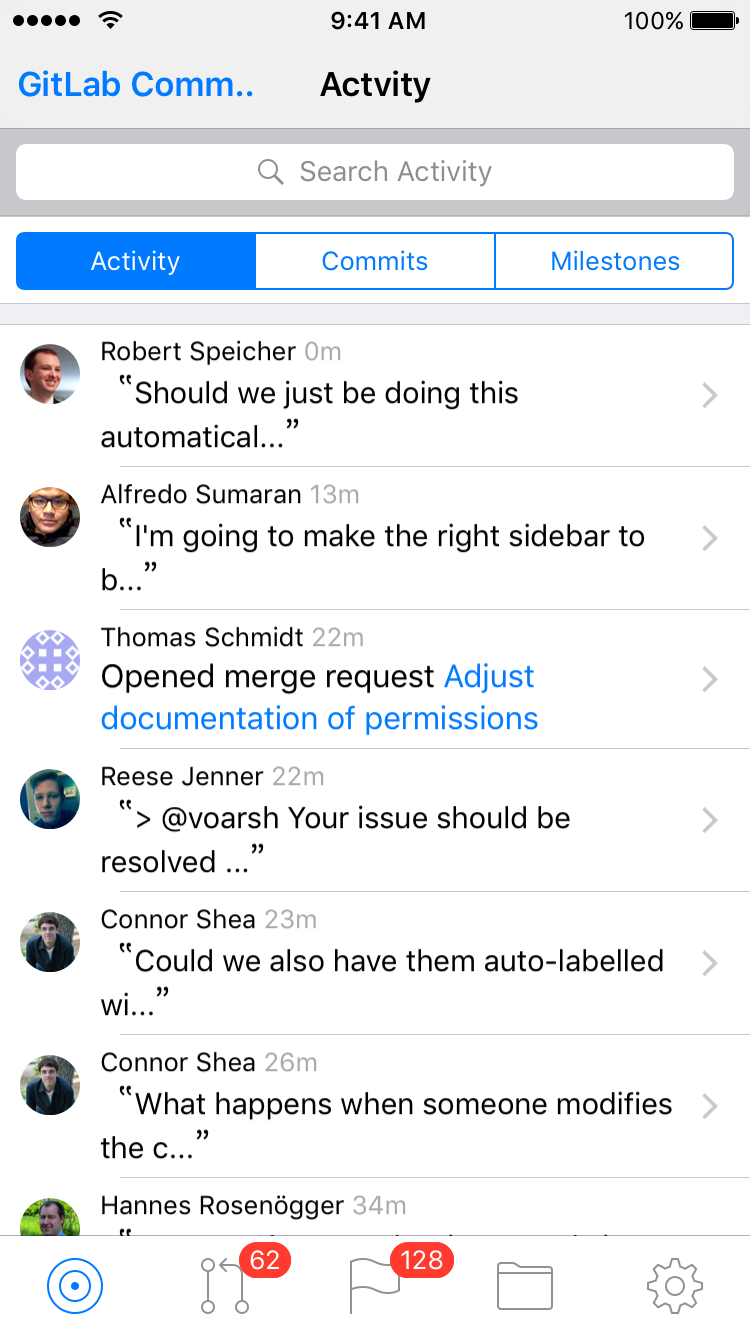 9:41 AM 100%
GitLab Comm.. Actvity
Search Activity
Activity Commits Milestones
Robert Speicher 0m
“Should we just be doing this
automatical...”
Alfredo Sumaran 13m
“I'm going to make the right sidebar to
b...”
Thomas Schmidt 22m
Opened merge request Adjust
documentation of permissions
Reese Jenner 22m
“> @voarsh Your issue should be
resolved ...”
Connor Shea 23m
“Could we also have them auto-labelled
wi...”
Connor Shea 26m
“What happens when someone modifies
the c...”
Hannes Rosenögger 34m
62 128